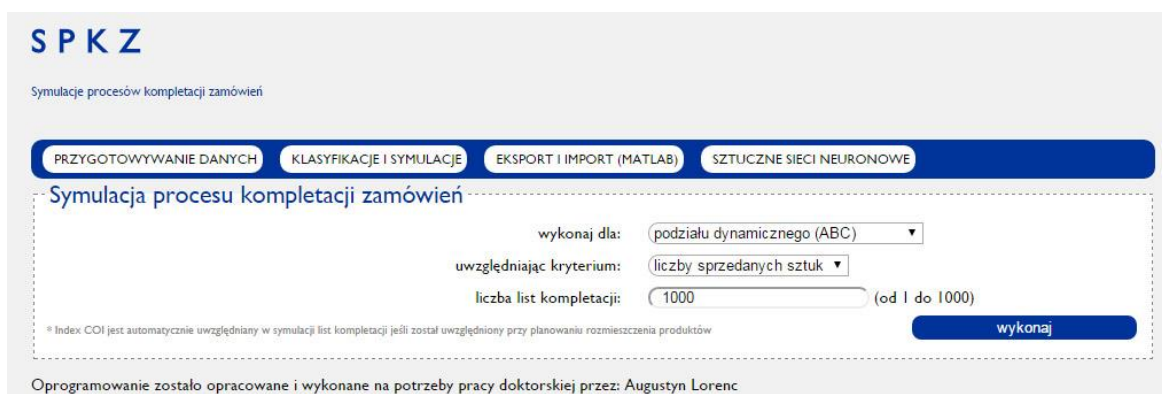 S P K Z
Symulacje procesów kompletacji zamówień
PRZYGOTOWYWANIE DANYCH KLASYFIKACJE I SYMULACJE EKSPORT I IMPORT (MATLAB) SZTUCZNE SIECI NEURONOWE
Symulacja procesu kompletacji zamówień
wykonaj dla: podziału dynamicznego (ABC)
uwzględniając kryterium: liczby sprzedanych sztuk
liczba list kompletacji: 1000 (od 1 do 1000)
* Index COI jest automatycznie uwzględniany w symulacji list kompletacji jeśli został uwzględniony przy planowaniu rozmieszczenia produktów wykonaj
Oprogramowanie zostało opracowane i wykonane na potrzeby pracy doktorskiej przez: Augustyn Lorenc